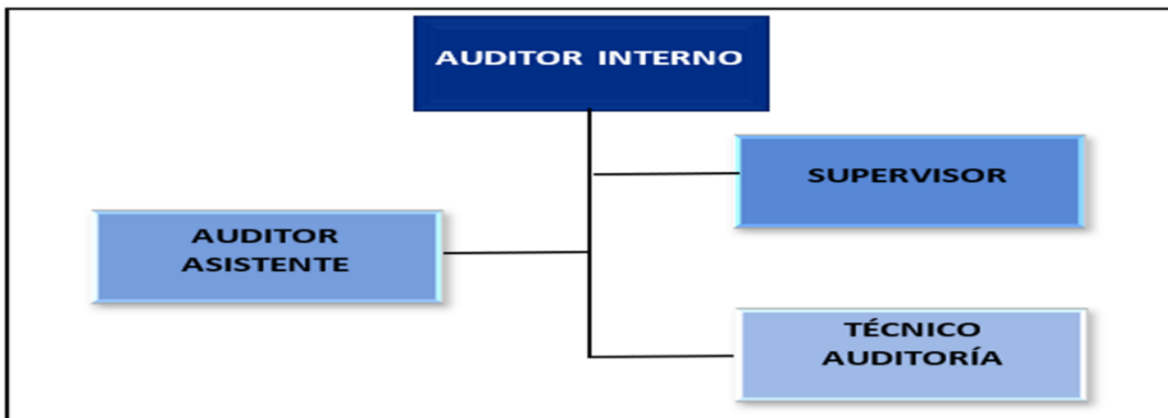 AUDITOR INTERNO
SUPERVISOR
AUDITOR
ASISTENTE
TÉCNICO
AUDITORÍA